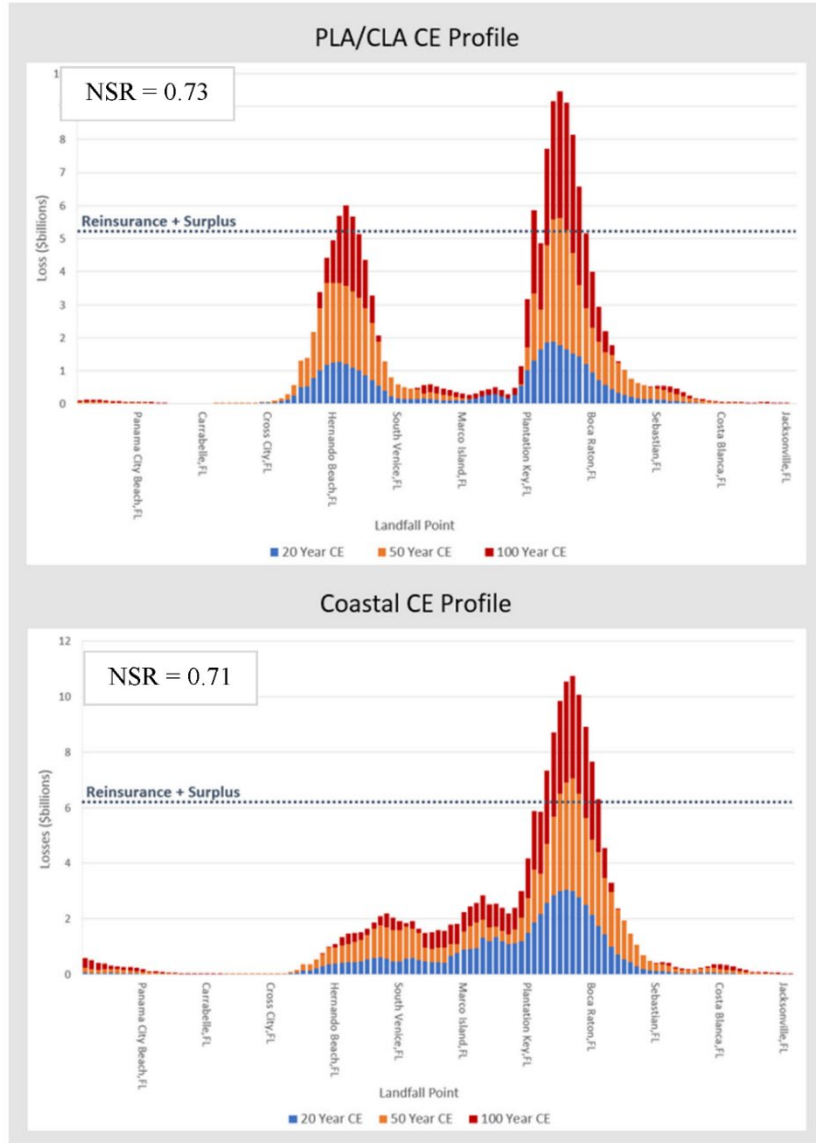 PLA/CLA CE Profile
NSR = 0.73
1
8
7
6
5
4
3
2
1
0
Loss ($billions)
Reinsurance + Surplus
Panama City Beach,FL
Carrabelle,FL
Cross City,FL
Hernando Beach,FL
South Venice,FL
Marco Island,FL
Plantation Key,FL
Boca Raton,FL
Sebastian,FL
Costa Blanca,FL
Jacksonville,FL
Landfall Point
20 Year CE 50 Year CE 100 Year CE
Coastal CE Profile
NSR = 0.71
12
10
8
6
4
2
0
Losses ($billions)
Reinsurance + Surplus
Panama City Beach,FL
Carrabelle,FL
Cross City,FL
Hernando Beach,FL
South Venice,FL
Marco Island,FL
Plantation Key,FL
Boca Raton,FL
Sebastian,FL
Costa Blanca,FL
Jacksonville,FL
Landfall Point
20 Year CE 50 Year CE 100 Year CE